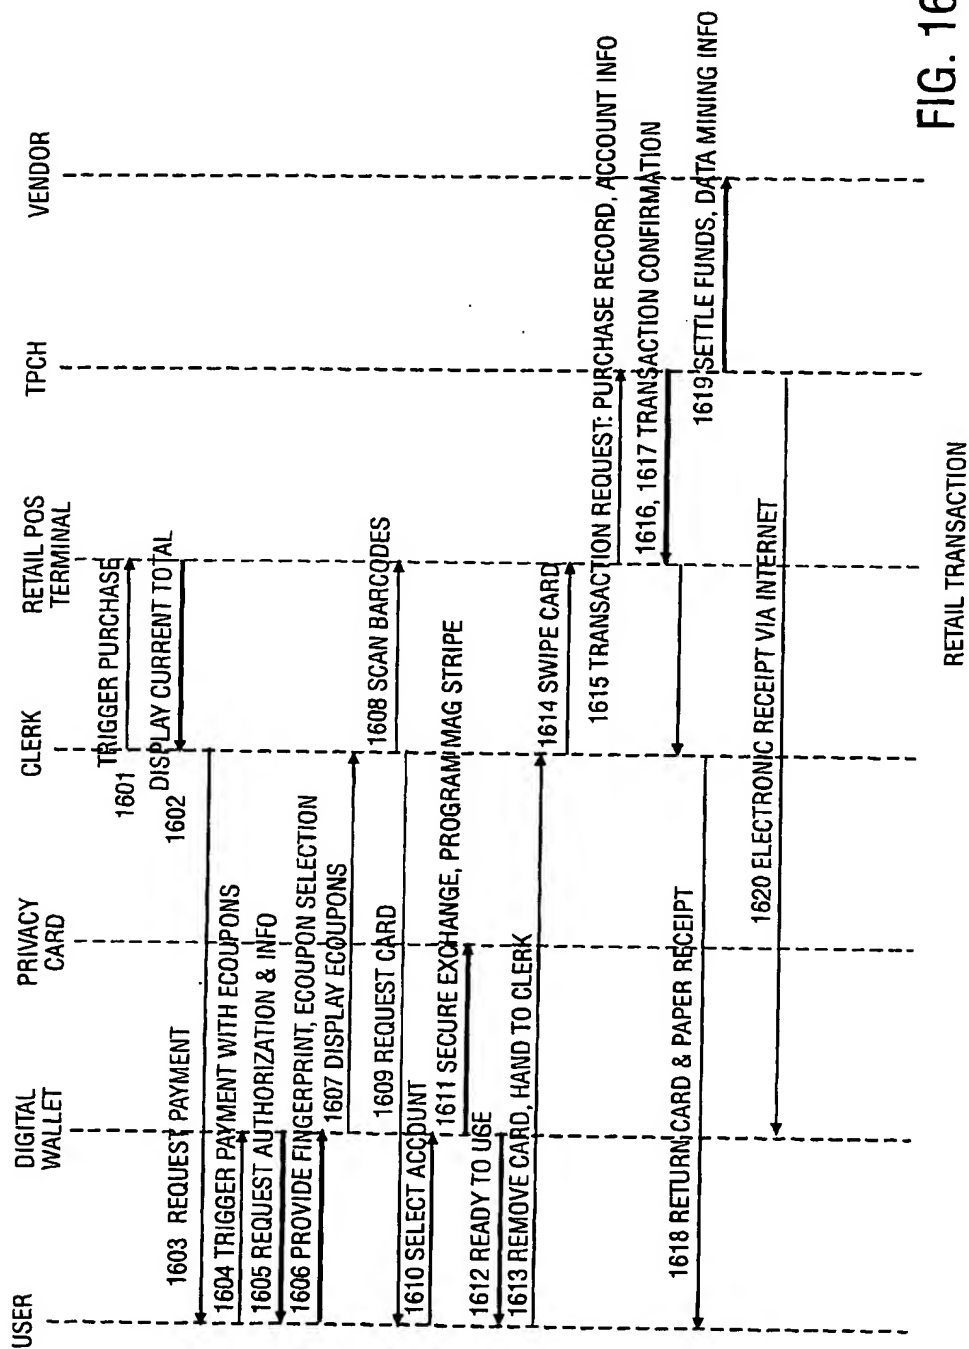 USER
DIGITAL
WALLET
PRIVACY
CARD
CLERK
RETAIL POS
TERMINAL
TPCH
VENDOR
1601 TRIGGER PURCHASE
1602 DISPLAY CURRENT TOTAL
1603 REQUEST PAYMENT
1604 TRIGGER PAYMENT WITH ECOUPONS
1605 REQUEST AUTHORIZATION & INFO
1606 PROVIDE FINGERPRINT, ECOUPON SELECTION
1607 DISPLAY ECOUPONS
1608 SCAN BARCODES
1609 REQUEST CARD
1610 SELECT ACCOUNT
1611 SECURE EXCHANGE, PROGRAM MAG STRIPE
1612 READY TO USE
1613 REMOVE CARD, HAND TO CLERK
1614 SWIPE CARD
1615 TRANSACTION REQUEST: PURCHASE RECORD, ACCOUNT INFO
1616, 1617 TRANSACTION CONFIRMATION
1618 RETURN CARD & PAPER RECEIPT
1619 SETTLE FUNDS, DATA MINING INFO
1620 ELECTRONIC RECEIPT VIA INTERNET
RETAIL TRANSACTION
FIG. 16